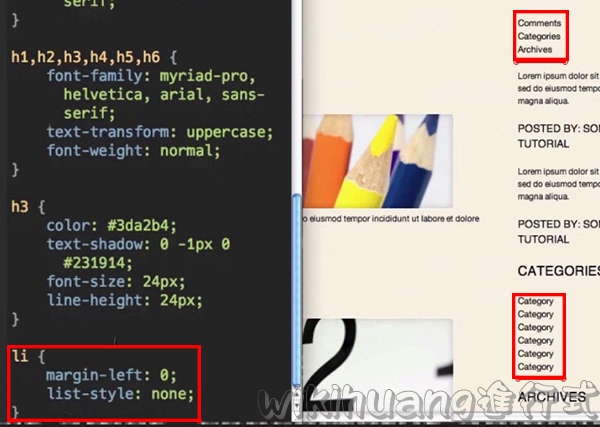 serif;
}
h1,h2,h3,h4,h5,h6 {
font-family: myriad-pro,
helvetica, arial, sans-
serif;
text-transform: uppercase;
font-weight: normal;
}
h3 {
color: #3da2b4;
text-shadow: 0 -1px 0
#231914;
font-size: 24px;
line-height: 24px;
}
li {
margin-left: 0;
list-style: none;
}
Comments
Categories
Archives
Lorem ipsum dolor sit
sed do eiusmod tempor
magna aliqua.
POSTED BY: SOM
TUTORIAL
Lorem ipsum dolor sit
sed do eiusmod tempor
magna aliqua.
POSTED BY: SOM
TUTORIAL
o eiusmod tempor incididunt ut labore et dolore
CATEGORIES
Category
Category
Category
Category
Category
Category
2
ARCHIVES
wikihuang進行式